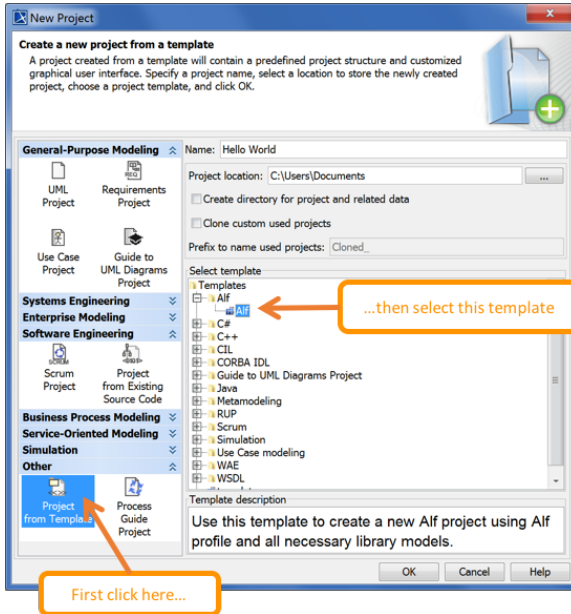 New Project
Create a new project from a template
A project created from a template will contain a predefined project structure and customized
graphical user interface. Specify a project name, select a location to store the newly created
project, choose a project template, and click OK.
General-Purpose Modeling
UML
Project
Requirements
Project
Use Case
Project
Guide to
UML Diagrams
Project
Systems Engineering
Enterprise Modeling
Software Engineering
SCRUM
Scrum
Project
Project
from Existing
Source Code
Business Process Modeling
Service-Oriented Modeling
Simulation
Other
Project
from Template
Process
Guide
Project
Name: Hello World
Project location: C:\Users\Documents
...
Create directory for project and related data
Clone custom used projects
Prefix to name used projects: Cloned_
Select template
Templates
Alf
Alf
C#
C++
CIL
CORBA IDL
Guide to UML Diagrams Project
Java
Metamodeling
RUP
Scrum
Simulation
Use Case modeling
WAE
WSDL
...then select this template
Template description
Use this template to create a new Alf project using Alf
profile and all necessary library models.
OK Cancel Help
First click here...